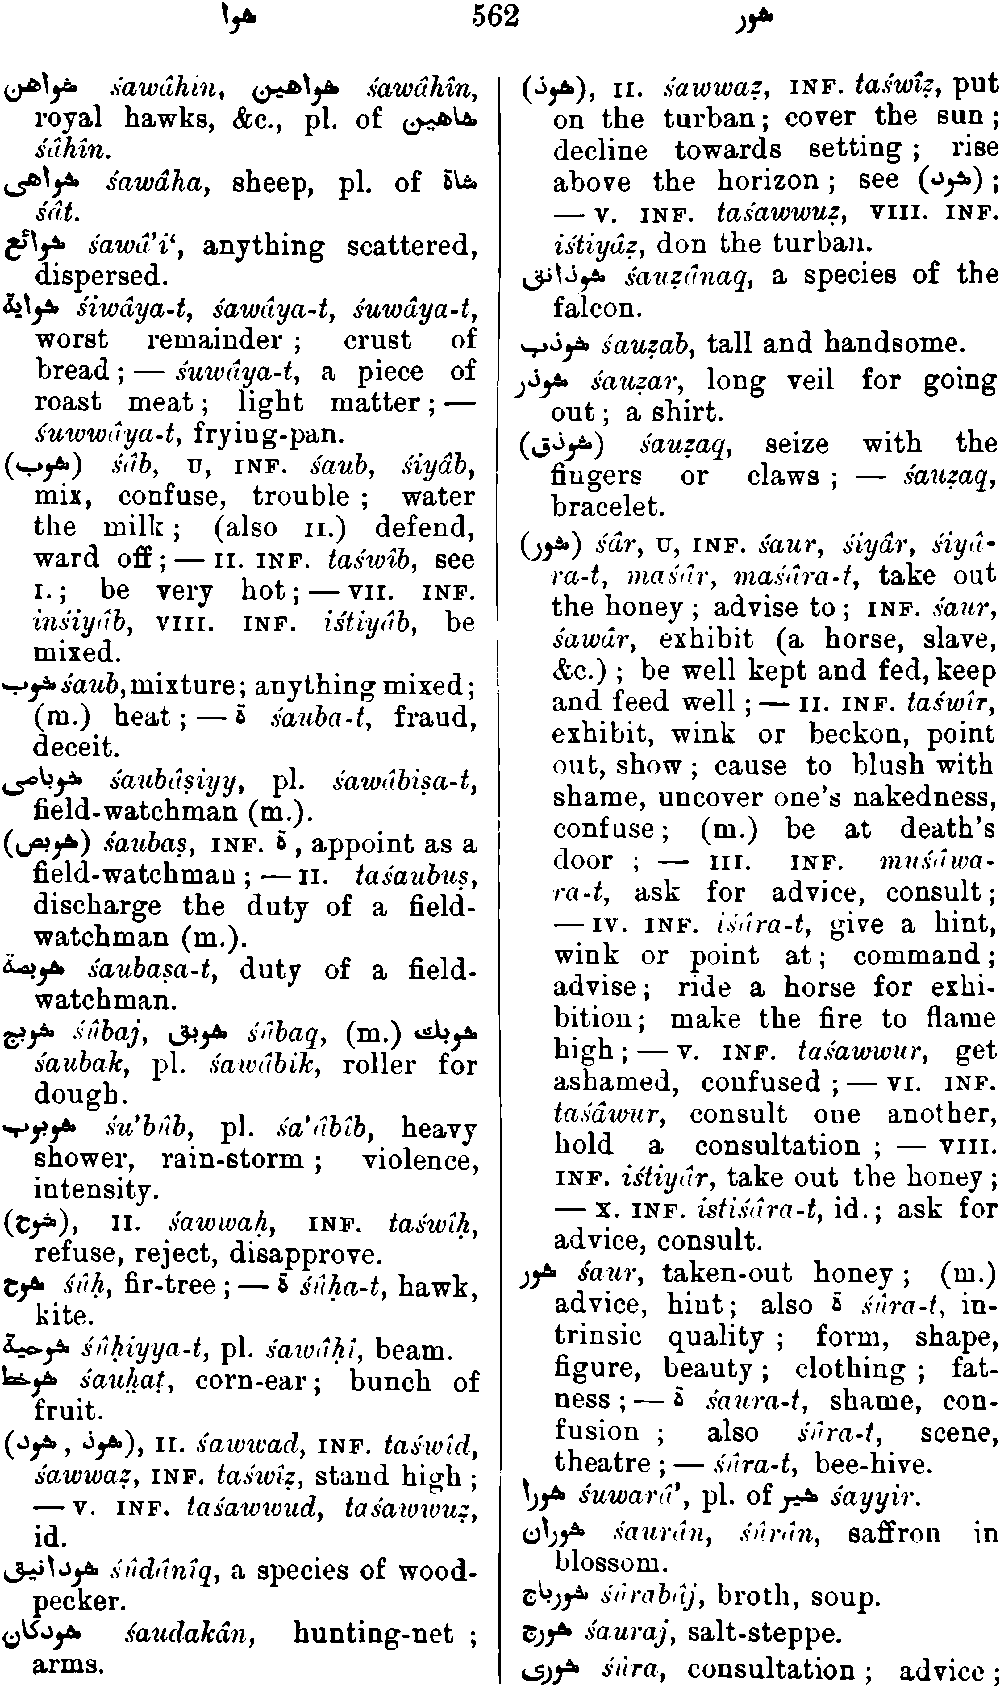 شوا 562 شور
شواهن śawâhin, شواهين śawâhîn,
royal hawks, &c., pl. of شاهين
śâhîn.
شواهى śawâha, sheep, pl. of شاة
śât.
شوائع śawâ'i‘, anything scattered,
dispersed.
شواية śiwâya-t, śawâya-t, śuwâya-t,
worst remainder ; crust of
bread ; — śuwâya-t, a piece of
roast meat ; light matter ; —
śuwwâya-t, frying-pan.
(شوب) śâb, U, INF. śaub, śiyâb,
mix, confuse, trouble ; water
the milk ; (also II.) defend,
ward off ; — II. INF. taśwîb, see
I. ; be very hot ; — VII. INF.
inśiyâb, VIII. INF. iśtiyâb, be
mixed.
شوب śaub, mixture ; anything mixed ;
(m.) heat ; — ة śauba-t, fraud,
deceit.
شوباصى śaubâṣiyy, pl. śawâbiṣa-t,
field-watchman (m.).
(شوبص) śaubaṣ, INF. ة , appoint as a
field-watchman ; — II. taśaubuṣ,
discharge the duty of a field-
watchman (m.).
شوبصة śaubaṣa-t, duty of a field-
watchman.
شوبج śûbaj, شوبق śûbaq, (m.) شوبك
śaubak, pl. śawâbik, roller for
dough.
شوبوب śu'bûb, pl. śa'âbîb, heavy
shower, rain-storm ; violence,
intensity.
(شوح), II. śawwaḥ, INF. taświḥ,
refuse, reject, disapprove.
شوح śûḥ, fir-tree ; — ة śûḥa-t, hawk,
kite.
شوحية śûḥiyya-t, pl. śawâḥî, beam.
شوخط śauḫaṭ, corn-ear ; bunch of
fruit.
(شود , شوذ), II. śawwad, INF. taśwîd,
śawwaẓ, INF. taśwîẓ, stand high ;
— V. INF. taśawwud, taśawwuẓ,
id.
شودانيق śûdânîq, a species of wood-
pecker.
شودكان śaudakân, hunting-net ;
arms.
(شوذ), II. śawwaẓ, INF. taśwîẓ, put
on the turban ; cover the sun ;
decline towards setting ; rise
above the horizon ; see (شود) ;
— V. INF. taśawwuẓ, VIII. INF.
iśtiyâẓ, don the turban.
شوذانق śauẓânaq, a species of the
falcon.
شوذب śauẓab, tall and handsome.
شوذر śauẓar, long veil for going
out ; a shirt.
(شوذق) śauẓaq, seize with the
fingers or claws ; — śauẓaq,
bracelet.
(شور) śâr, U, INF. śaur, śiyâr, śiyâ-
ra-t, maśâr, maśâra-t, take out
the honey ; advise to ; INF. śaur,
śawâr, exhibit (a horse, slave,
&c.) ; be well kept and fed, keep
and feed well ; — II. INF. taśwîr,
exhibit, wink or beckon, point
out, show ; cause to blush with
shame, uncover one's nakedness,
confuse ; (m.) be at death's
door ; — III. INF. muśâwa-
ra-t, ask for advice, consult ;
— IV. INF. iśâra-t, give a hint,
wink or point at ; command ;
advise ; ride a horse for exhi-
bition ; make the fire to flame
high ; — V. INF. taśawwur, get
ashamed, confused ; — VI. INF.
taśâwur, consult one another,
hold a consultation ; — VIII.
INF. iśtiyâr, take out the honey ;
— X. INF. istiśâra-t, id. ; ask for
advice, consult.
شور śaur, taken-out honey ; (m.)
advice, hint ; also ة śûra-t, in-
trinsic quality ; form, shape,
figure, beauty ; clothing ; fat-
ness ; — ة śaura-t, shame, con-
fusion ; also śûra-t, scene,
theatre ; — śûra-t, bee-hive.
شورا śuwarâ', pl. of شير śayyir.
شوران śaurân, śûrân, saffron in
blossom.
شورباج śûrabâj, broth, soup.
شورج śauraj, salt-steppe.
شورى śûra, consultation ; advice ;